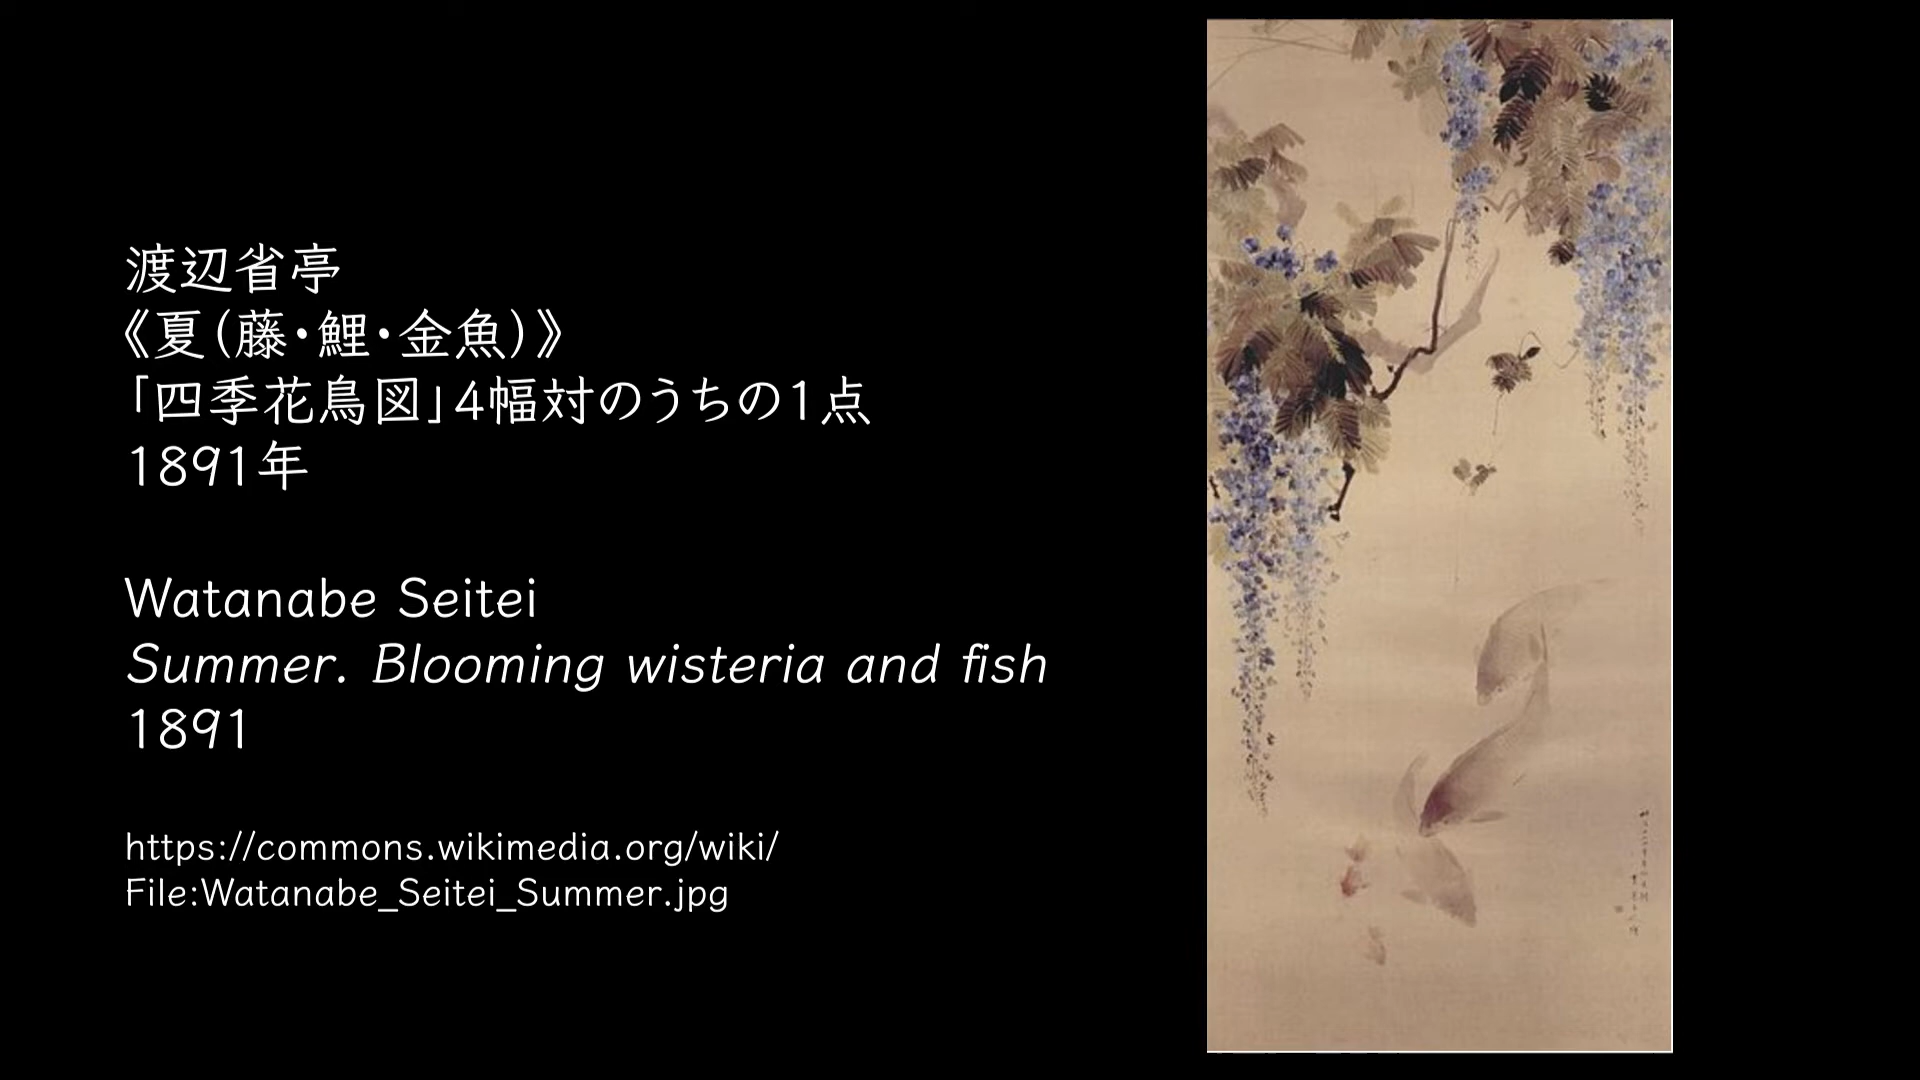 渡辺省亭
《夏(藤・鯉・金魚)》
「四季花鳥図」4幅対のうちの1点
1891年
Watanabe Seitei
Summer. Blooming wisteria and fish
1891
https://commons.wikimedia.org/wiki/
File:Watanabe_Seitei_Summer.jpg